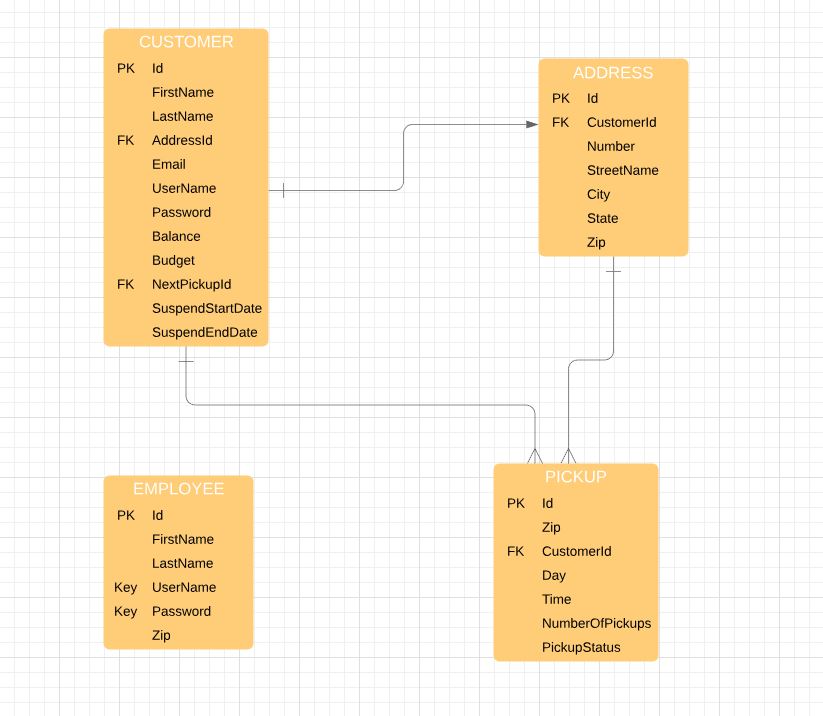 CUSTOMER
PK Id
FirstName
LastName
FK AddressId
Email
UserName
Password
Balance
Budget
FK NextPickupId
SuspendStartDate
SuspendEndDate
ADDRESS
PK Id
FK CustomerId
Number
StreetName
City
State
Zip
EMPLOYEE
PK Id
FirstName
LastName
Key UserName
Key Password
Zip
PICKUP
PK Id
Zip
FK CustomerId
Day
Time
NumberOfPickups
PickupStatus